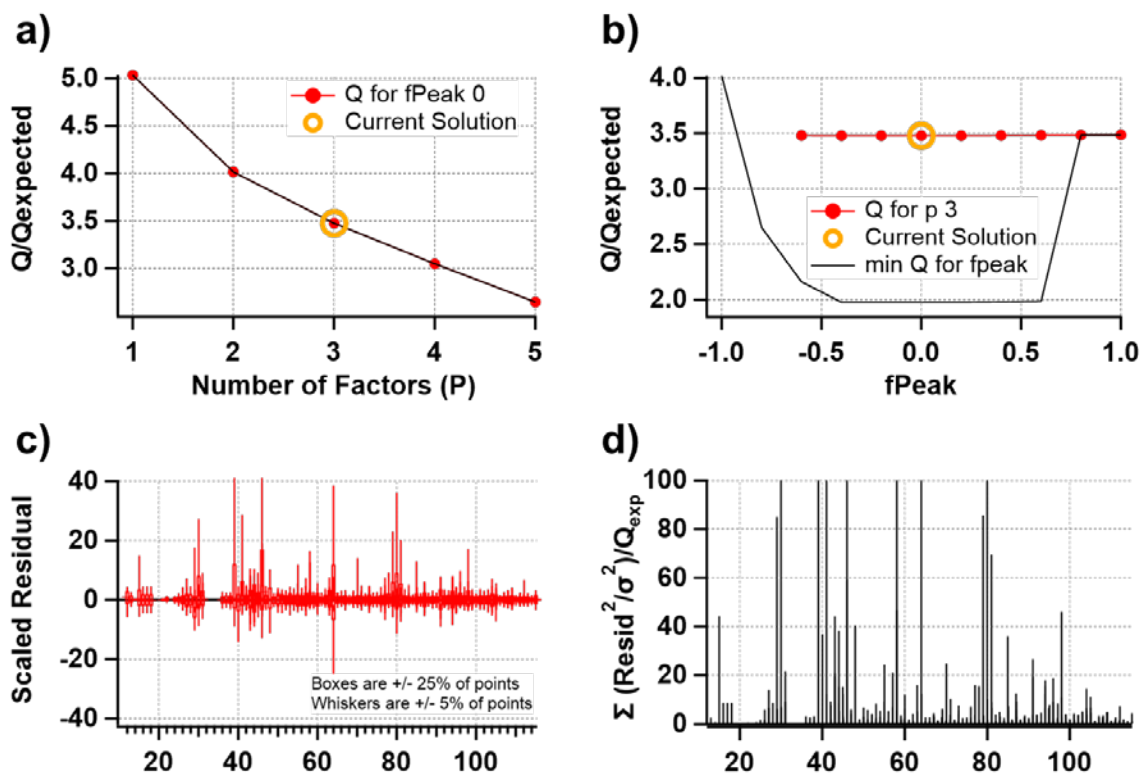 a)
Q/Qexpected
5.0
4.5
4.0
3.5
3.0
Q for fPeak 0
Current Solution
1 2 3 4 5
Number of Factors (P)
b)
Q/Qexpected
4.0
3.5
3.0
2.5
2.0
Q for p 3
Current Solution
min Q for fpeak
-1.0 -0.5 0.0 0.5 1.0
fPeak
c)
Scaled Residual
40
20
0
-20
-40
Boxes are +/- 25% of points
Whiskers are +/- 5% of points
20 40 60 80 100
d)
Σ (Resid²/σ²)/Qexp
100
80
60
40
20
0
20 40 60 80 100